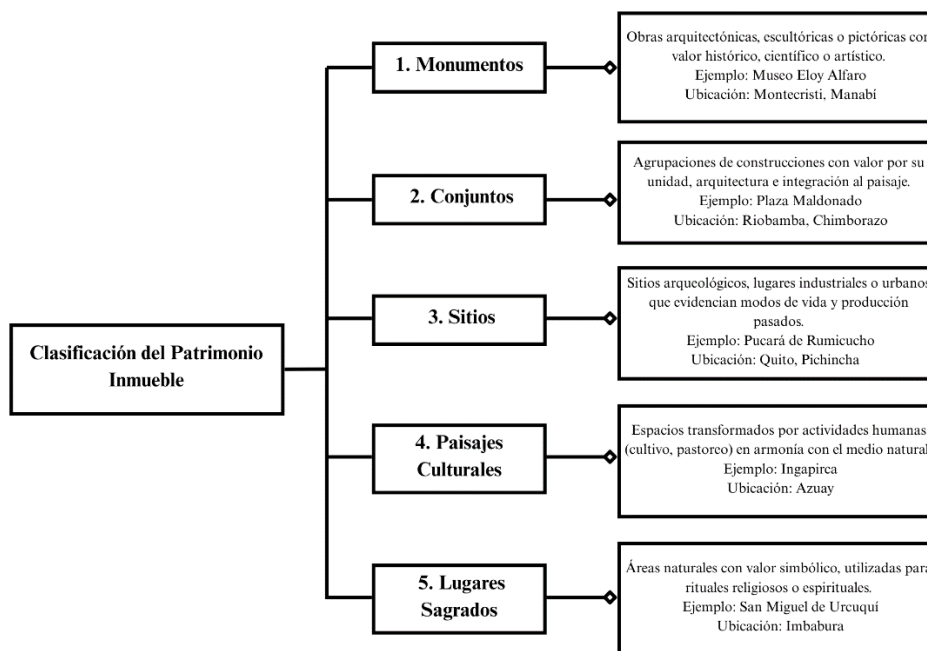 Clasificación del Patrimonio
Inmueble
1. Monumentos
Obras arquitectónicas, escultóricas o pictóricas con
valor histórico, científico o artístico.
Ejemplo: Museo Eloy Alfaro
Ubicación: Montecristi, Manabí
2. Conjuntos
Agrupaciones de construcciones con valor por su
unidad, arquitectura e integración al paisaje.
Ejemplo: Plaza Maldonado
Ubicación: Riobamba, Chimborazo
3. Sitios
Sitios arqueológicos, lugares industriales o urbanos
que evidencian modos de vida y producción
pasados.
Ejemplo: Pucará de Rumicucho
Ubicación: Quito, Pichincha
4. Paisajes
Culturales
Espacios transformados por actividades humanas
(cultivo, pastoreo) en armonía con el medio natural.
Ejemplo: Ingapirca
Ubicación: Azuay
5. Lugares
Sagrados
Áreas naturales con valor simbólico, utilizadas para
rituales religiosos o espirituales.
Ejemplo: San Miguel de Urcuquí
Ubicación: Imbabura